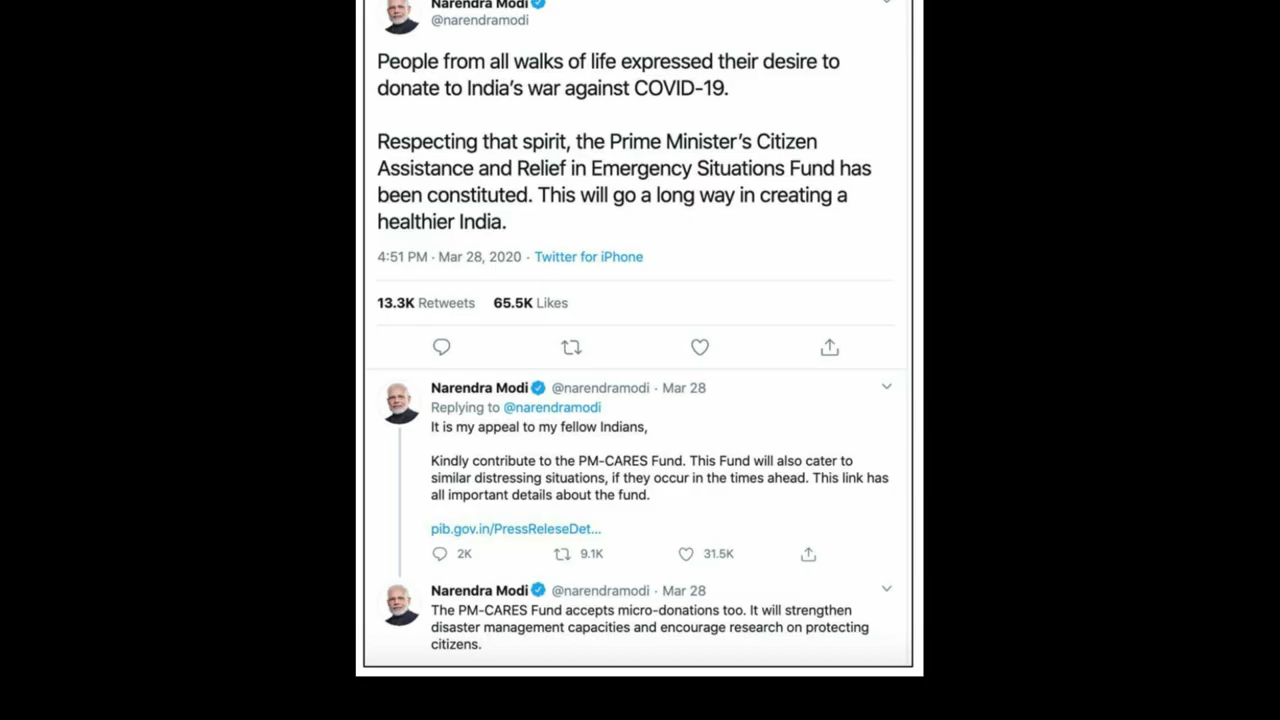 Narendra Modi
@narendramodi
People from all walks of life expressed their desire to
donate to India's war against COVID-19.
Respecting that spirit, the Prime Minister's Citizen
Assistance and Relief in Emergency Situations Fund has
been constituted. This will go a long way in creating a
healthier India.
4:51 PM · Mar 28, 2020 · Twitter for iPhone
13.3K Retweets 65.5K Likes
Narendra Modi @narendramodi · Mar 28
Replying to @narendramodi
It is my appeal to my fellow Indians,
Kindly contribute to the PM-CARES Fund. This Fund will also cater to
similar distressing situations, if they occur in the times ahead. This link has
all important details about the fund.
pib.gov.in/PressReleseDet...
2K 9.1K 31.5K
Narendra Modi @narendramodi · Mar 28
The PM-CARES Fund accepts micro-donations too. It will strengthen
disaster management capacities and encourage research on protecting
citizens.